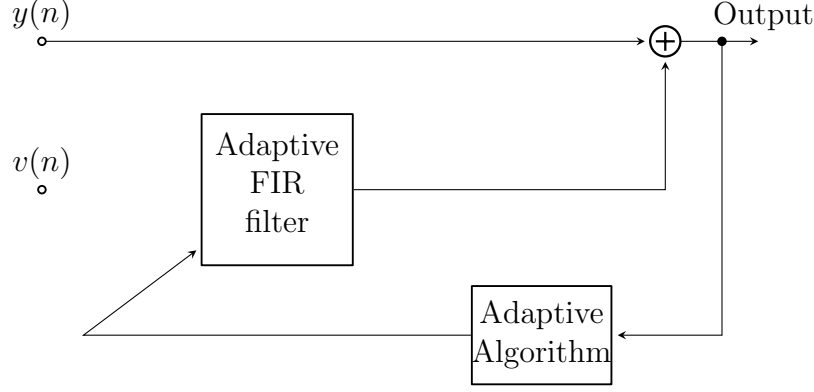 y(n)
Output
v(n)
Adaptive
FIR
filter
Adaptive
Algorithm